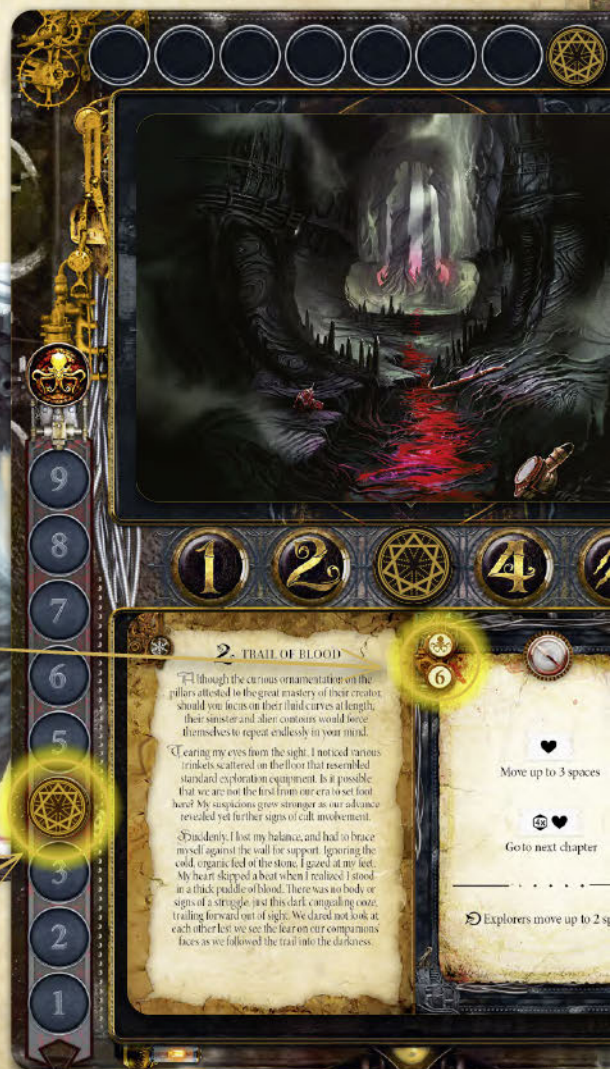 9
8
7
6
5
3
2
1
1 2 4
2. TRAIL OF BLOOD
Although the curious ornamentation on the
pillars attested to the great mastery of their creator,
should you focus on their fluid curves at length,
their sinister and alien contours would force
themselves to repeat endlessly in your mind.
Tearing my eyes from the sight, I noticed various
trinkets scattered on the floor that resembled
standard exploration equipment. Is it possible
that we are not the first from our era to set foot
here? My suspicions grew stronger as our advance
revealed yet further signs of cult involvement.
Suddenly, I lost my balance, and had to brace
myself against the wall for support. Ignoring the
cold, organic feel of the stone, I gazed at my feet.
My heart skipped a beat when I realized I stood
in a thick puddle of blood. There was no body or
signs of a struggle, just this dark congealing ooze,
trailing forward out of sight. We dared not look at
each other lest we see the fear on our companions'
faces as we followed the trail into the darkness.
6
Move up to 3 spaces
4x
Go to next chapter
Explorers move up to 2 sp